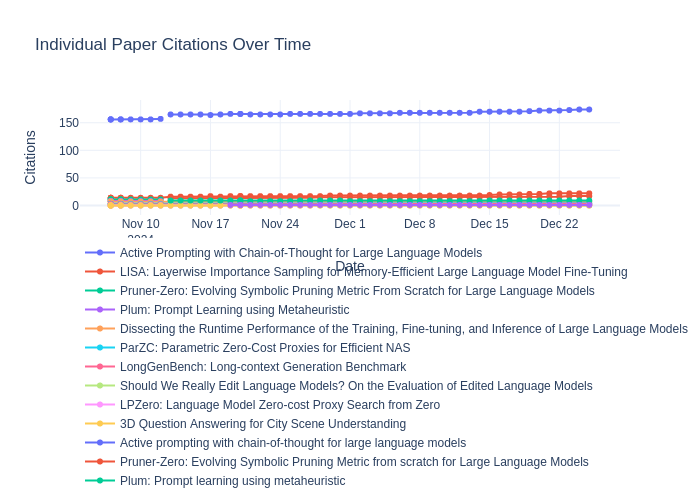 Individual Paper Citations Over Time
Citations
150
100
50
0
Nov 10
2024
Nov 17
Nov 24
Dec 1
Dec 8
Dec 15
Dec 22
Date
Active Prompting with Chain-of-Thought for Large Language Models
LISA: Layerwise Importance Sampling for Memory-Efficient Large Language Model Fine-Tuning
Pruner-Zero: Evolving Symbolic Pruning Metric From Scratch for Large Language Models
Plum: Prompt Learning using Metaheuristic
Dissecting the Runtime Performance of the Training, Fine-tuning, and Inference of Large Language Models
ParZC: Parametric Zero-Cost Proxies for Efficient NAS
LongGenBench: Long-context Generation Benchmark
Should We Really Edit Language Models? On the Evaluation of Edited Language Models
LPZero: Language Model Zero-cost Proxy Search from Zero
3D Question Answering for City Scene Understanding
Active prompting with chain-of-thought for large language models
Pruner-Zero: Evolving Symbolic Pruning Metric from scratch for Large Language Models
Plum: Prompt learning using metaheuristic